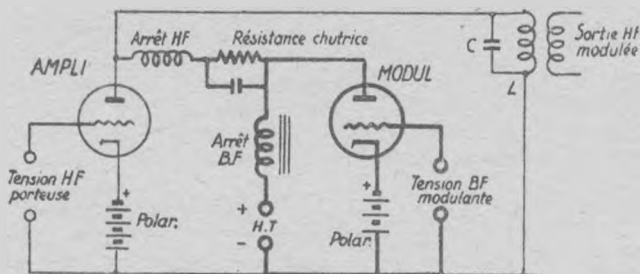 Arrêt HF
Résistance chutrice
Sortie HF
modulée
C
AMPLI
MODUL
L
Arrêt
B.F
Tension HF
porteuse
+
Polar.
+
H.T
-
+
Polar.
Tension BF
modulante